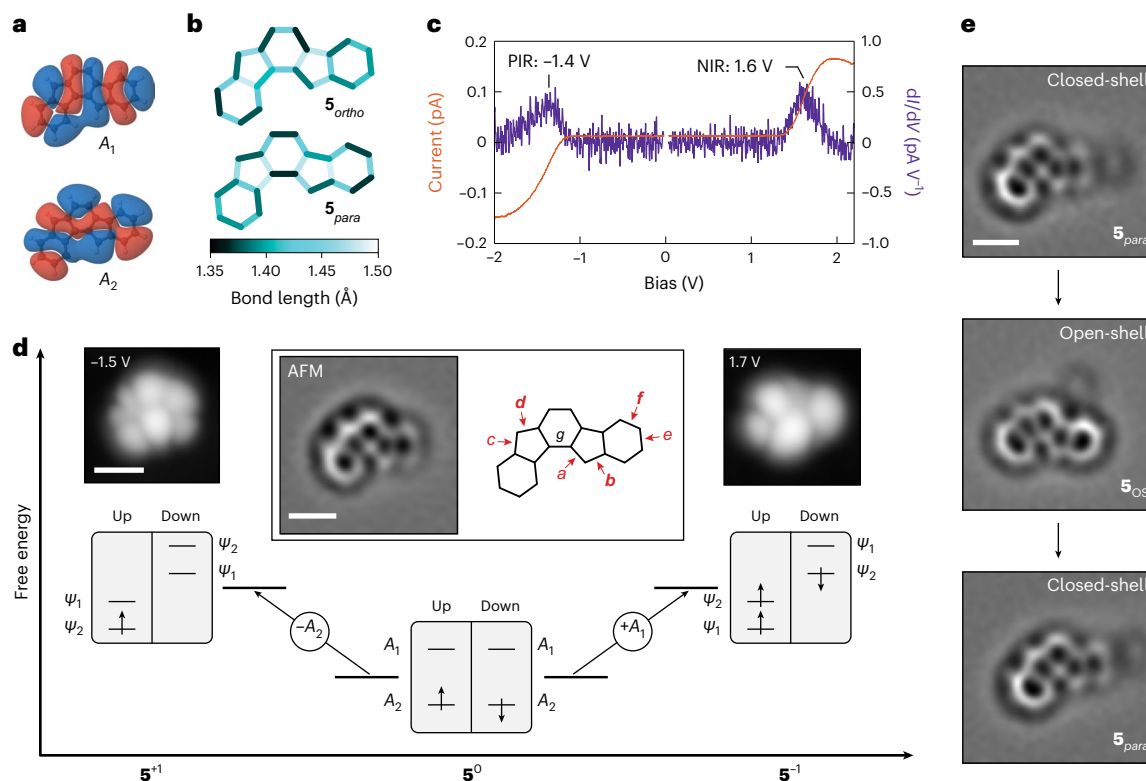 a
A1
A2
b
5ortho
5para
1.35 1.40 1.45 1.50
Bond length (Å)
c
PIR: –1.4 V
NIR: 1.6 V
0.2
0.1
0
–0.1
–0.2
Current (pA)
1.0
0.5
0
–0.5
–1.0
dI/dV (pA V–1)
–2 –1 0 1 2
Bias (V)
d
Free energy
–1.5 V
AFM
d
c
g
f
e
a
b
1.7 V
Up Down
Ψ2
Ψ1
Ψ1
Ψ2
–A2
Up Down
A1 A1
A2 A2
+A1
Up Down
Ψ1
Ψ2
Ψ2
Ψ1
5+1 50 5–1
e
Closed-shell
5para
Open-shell
5OS
Closed-shell
5para